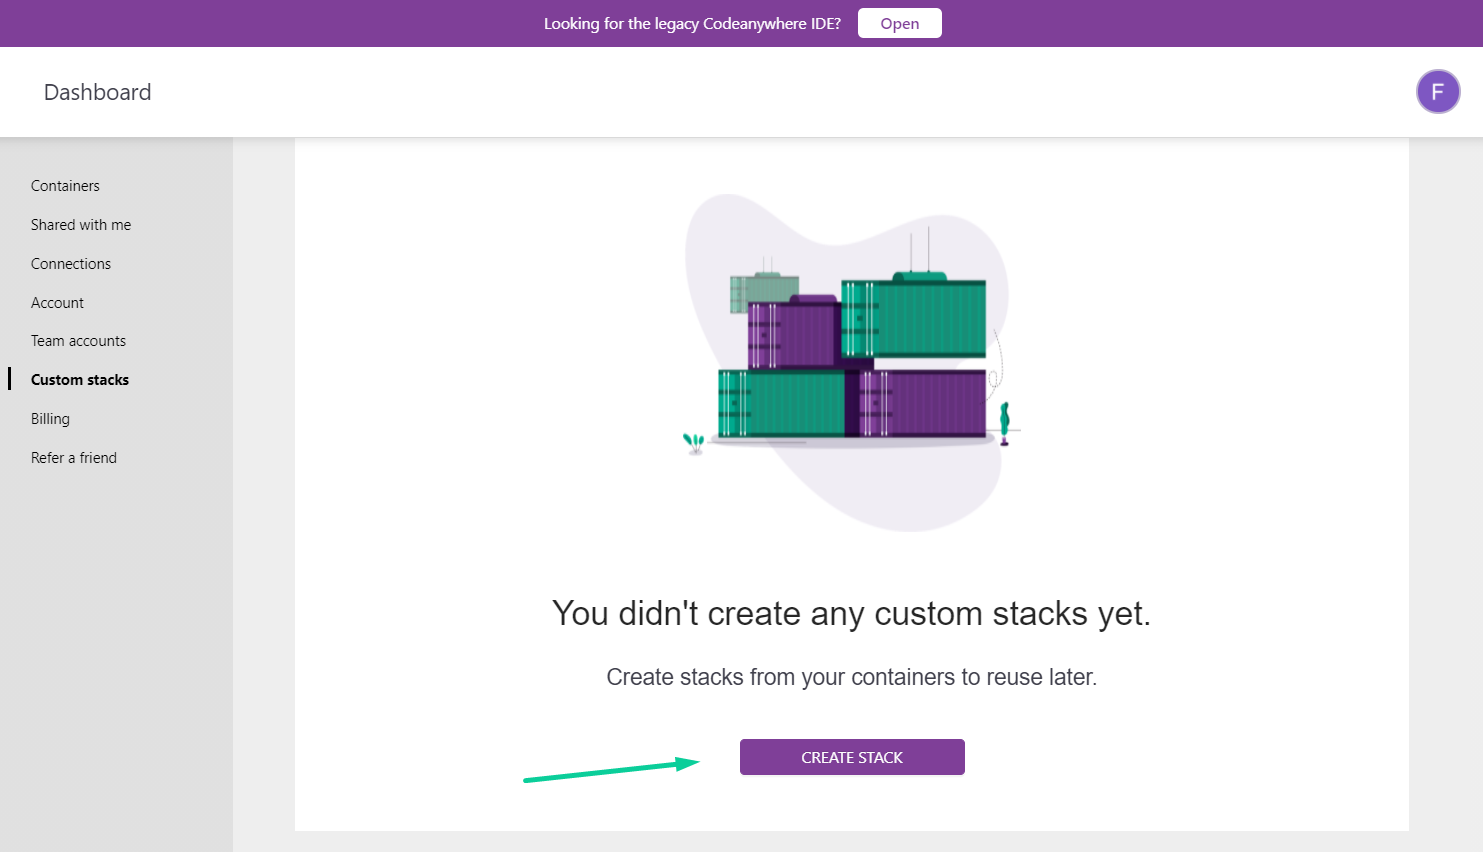 Looking for the legacy Codeanywhere IDE?
Open
Dashboard
F
Containers
Shared with me
Connections
Account
Team accounts
Custom stacks
Billing
Refer a friend
You didn't create any custom stacks yet.
Create stacks from your containers to reuse later.
CREATE STACK